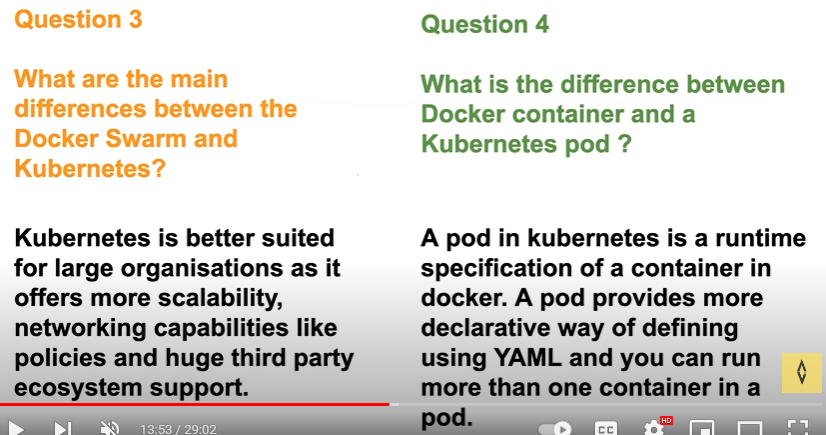 Question 3
What are the main
differences between the
Docker Swarm and
Kubernetes?
Kubernetes is better suited
for large organisations as it
offers more scalability,
networking capabilities like
policies and huge third party
ecosystem support.
Question 4
What is the difference between
Docker container and a
Kubernetes pod ?
A pod in kubernetes is a runtime
specification of a container in
docker. A pod provides more
declarative way of defining
using YAML and you can run
more than one container in a
pod.
13:53 / 29:02
CC
HD